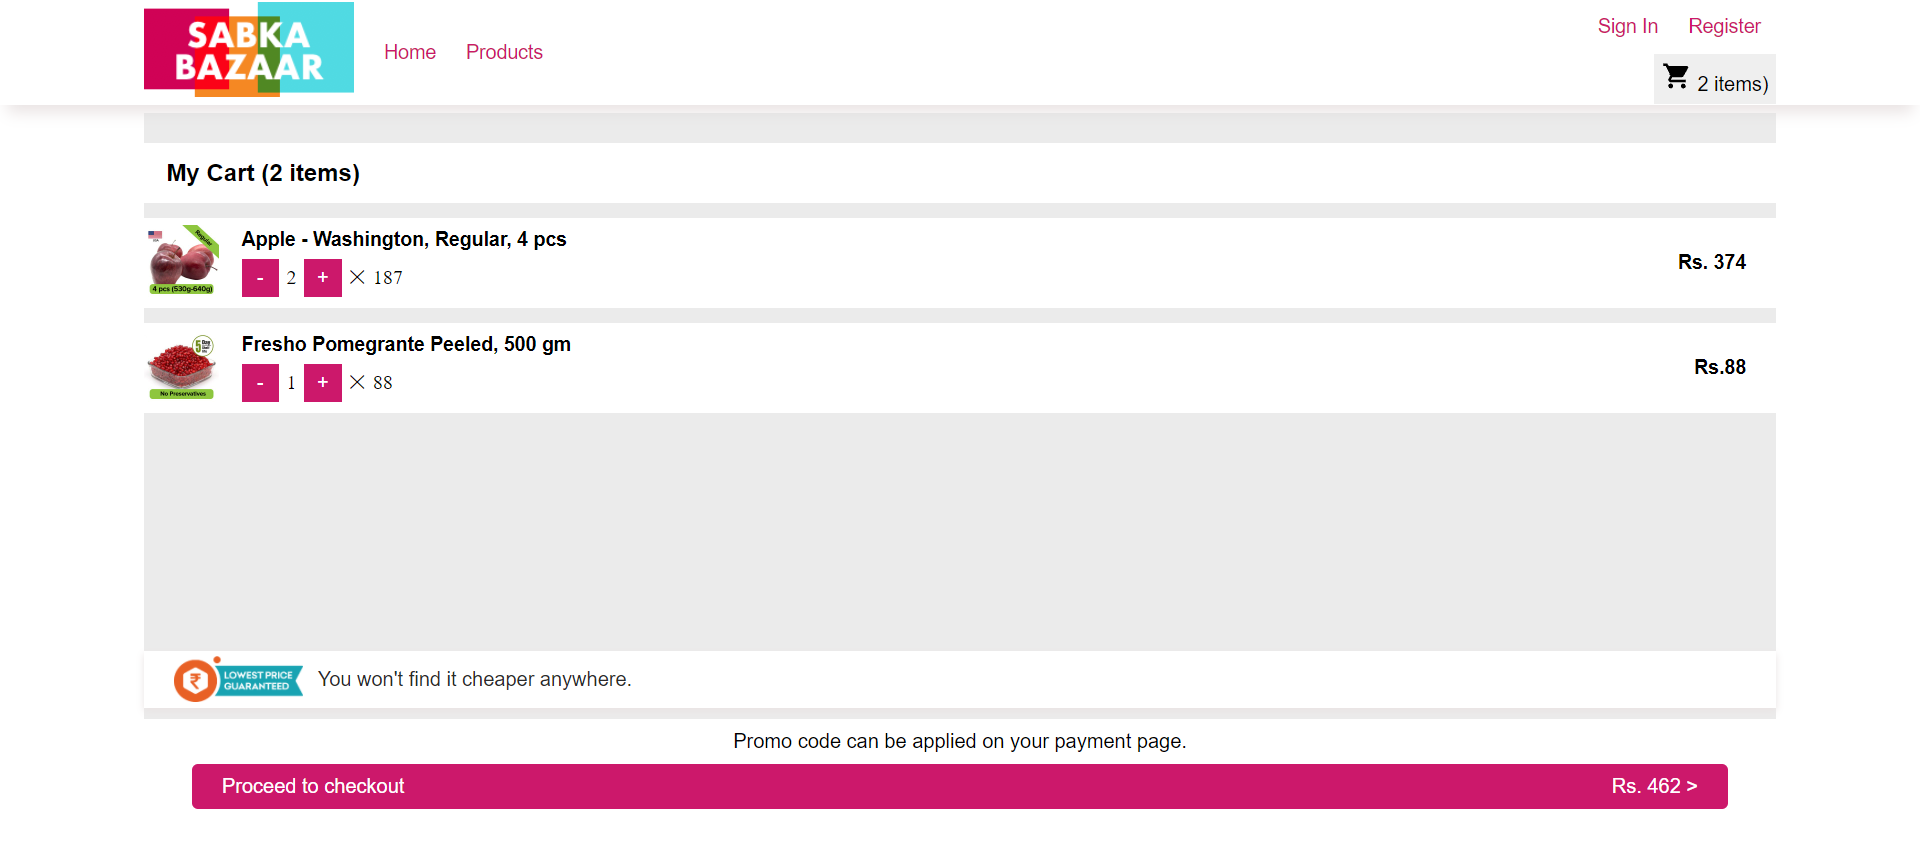 SABKA
BAZAAR
Home
Products
Sign In
Register
2 items)
My Cart (2 items)
Regular
4 pcs (530g-640g)
Apple - Washington, Regular, 4 pcs
- 2 + × 187
Rs. 374
5 Day
No Preservatives
Fresho Pomegrante Peeled, 500 gm
- 1 + × 88
Rs.88
LOWEST PRICE
GUARANTEED
You won't find it cheaper anywhere.
Promo code can be applied on your payment page.
Proceed to checkout
Rs. 462 >